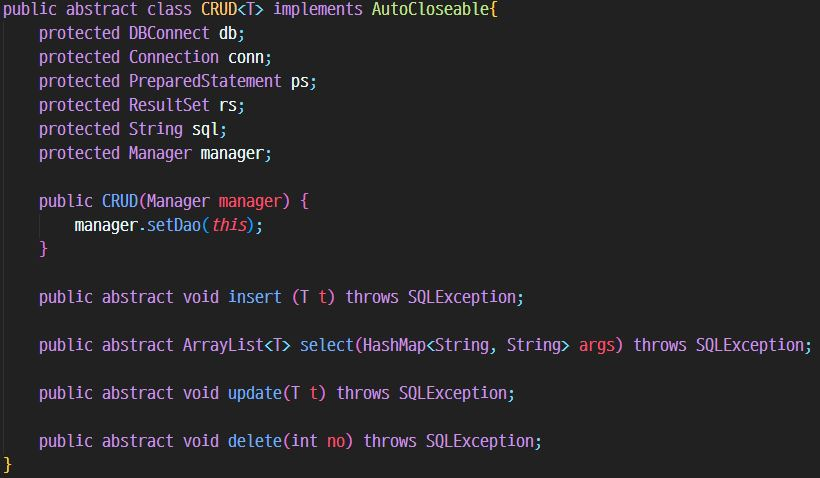 public abstract class CRUD<T> implements AutoCloseable{
protected DBConnect db;
protected Connection conn;
protected PreparedStatement ps;
protected ResultSet rs;
protected String sql;
protected Manager manager;
public CRUD(Manager manager) {
manager.setDao(this);
}
public abstract void insert (T t) throws SQLException;
public abstract ArrayList<T> select(HashMap<String, String> args) throws SQLException;
public abstract void update(T t) throws SQLException;
public abstract void delete(int no) throws SQLException;
}